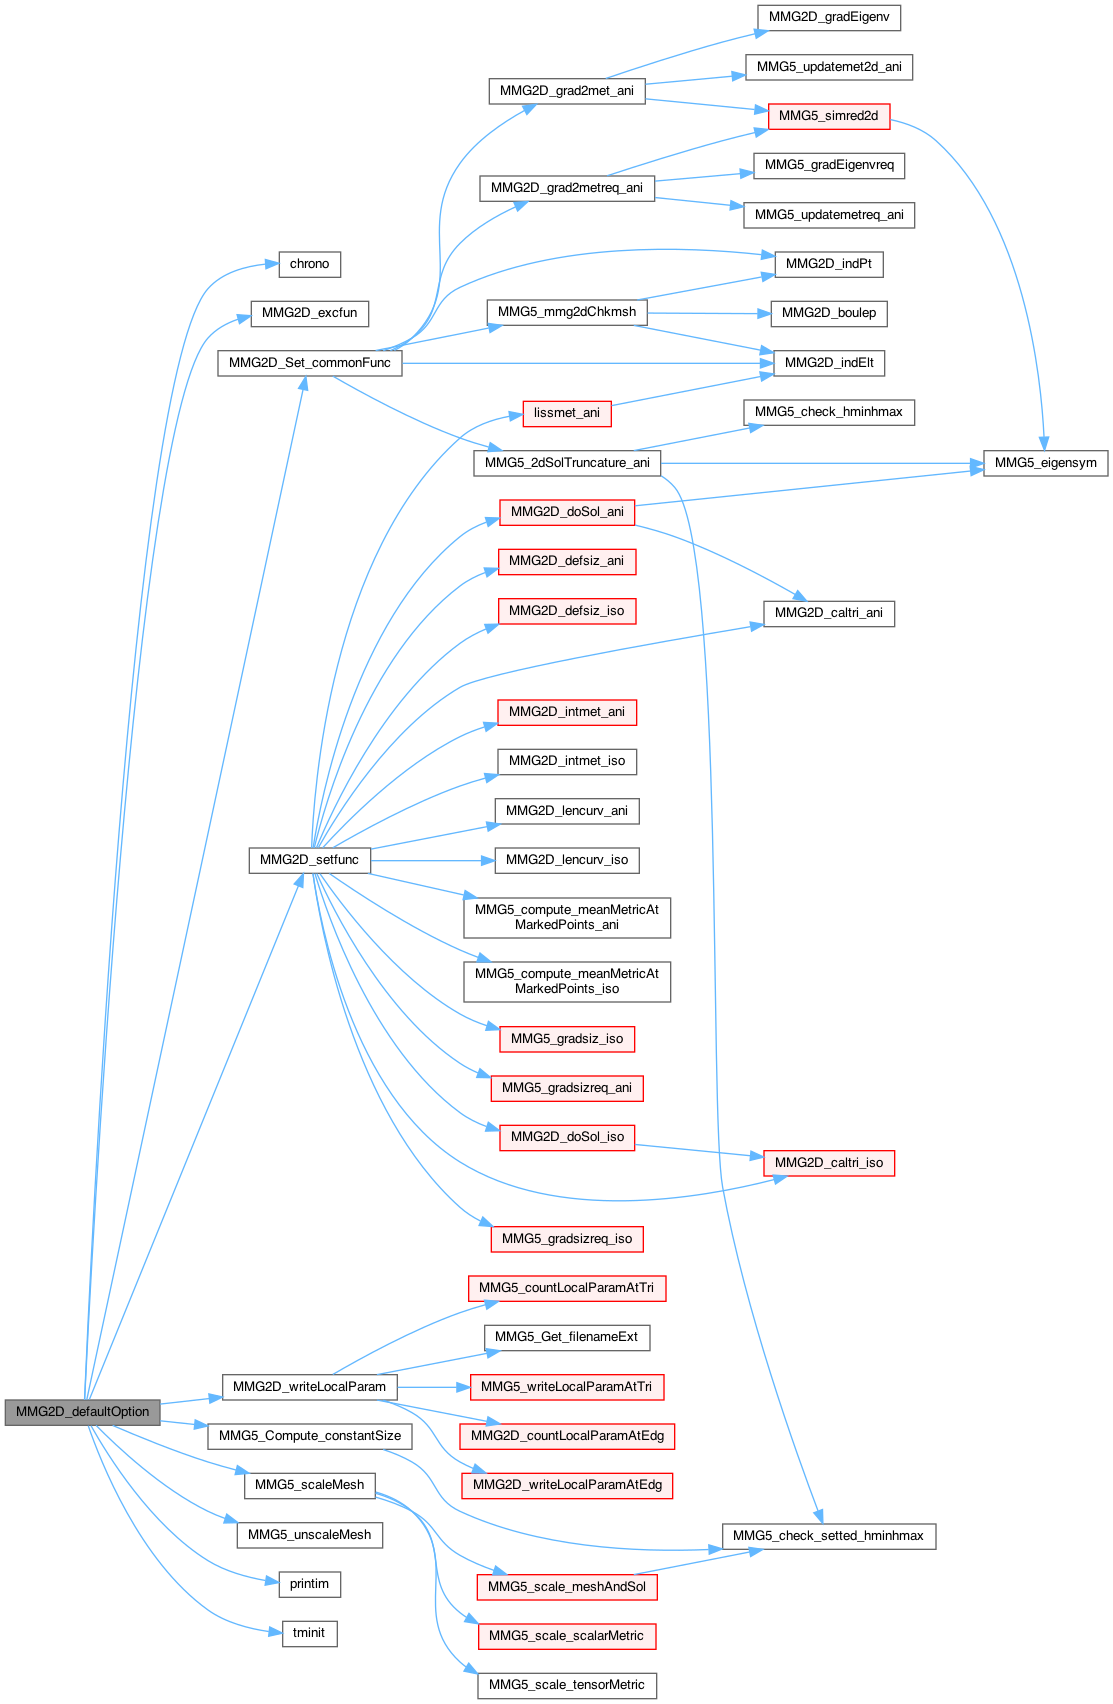 MMG2D_gradEigenv
MMG5_updatemet2d_ani
MMG2D_grad2met_ani
MMG5_simred2d
MMG5_gradEigenvreq
MMG2D_grad2metreq_ani
MMG5_updatemetreq_ani
chrono
MMG2D_indPt
MMG2D_excfun
MMG5_mmg2dChkmsh
MMG2D_boulep
MMG2D_Set_commonFunc
MMG2D_indElt
lissmet_ani
MMG5_check_hminhmax
MMG5_2dSolTruncature_ani
MMG5_eigensym
MMG2D_doSol_ani
MMG2D_defsiz_ani
MMG2D_defsiz_iso
MMG2D_caltri_ani
MMG2D_intmet_ani
MMG2D_intmet_iso
MMG2D_lencurv_ani
MMG2D_setfunc
MMG2D_lencurv_iso
MMG5_compute_meanMetricAt
MarkedPoints_ani
MMG5_compute_meanMetricAt
MarkedPoints_iso
MMG5_gradsiz_iso
MMG5_gradsizreq_ani
MMG2D_doSol_iso
MMG2D_caltri_iso
MMG5_gradsizreq_iso
MMG5_countLocalParamAtTri
MMG5_Get_filenameExt
MMG2D_writeLocalParam
MMG5_writeLocalParamAtTri
MMG2D_defaultOption
MMG5_Compute_constantSize
MMG2D_countLocalParamAtEdg
MMG5_scaleMesh
MMG2D_writeLocalParamAtEdg
MMG5_unscaleMesh
MMG5_check_setted_hminhmax
printim
MMG5_scale_meshAndSol
tminit
MMG5_scale_scalarMetric
MMG5_scale_tensorMetric